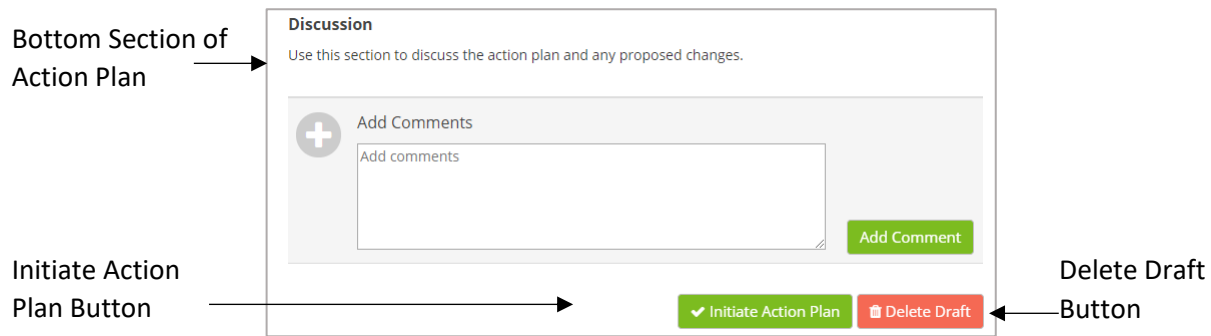 Discussion
Use this section to discuss the action plan and any proposed changes.
Bottom Section of
Action Plan
Add Comments
Add comments
Add Comment
Initiate Action
Plan Button
Initiate Action Plan
Delete Draft
Delete Draft
Button